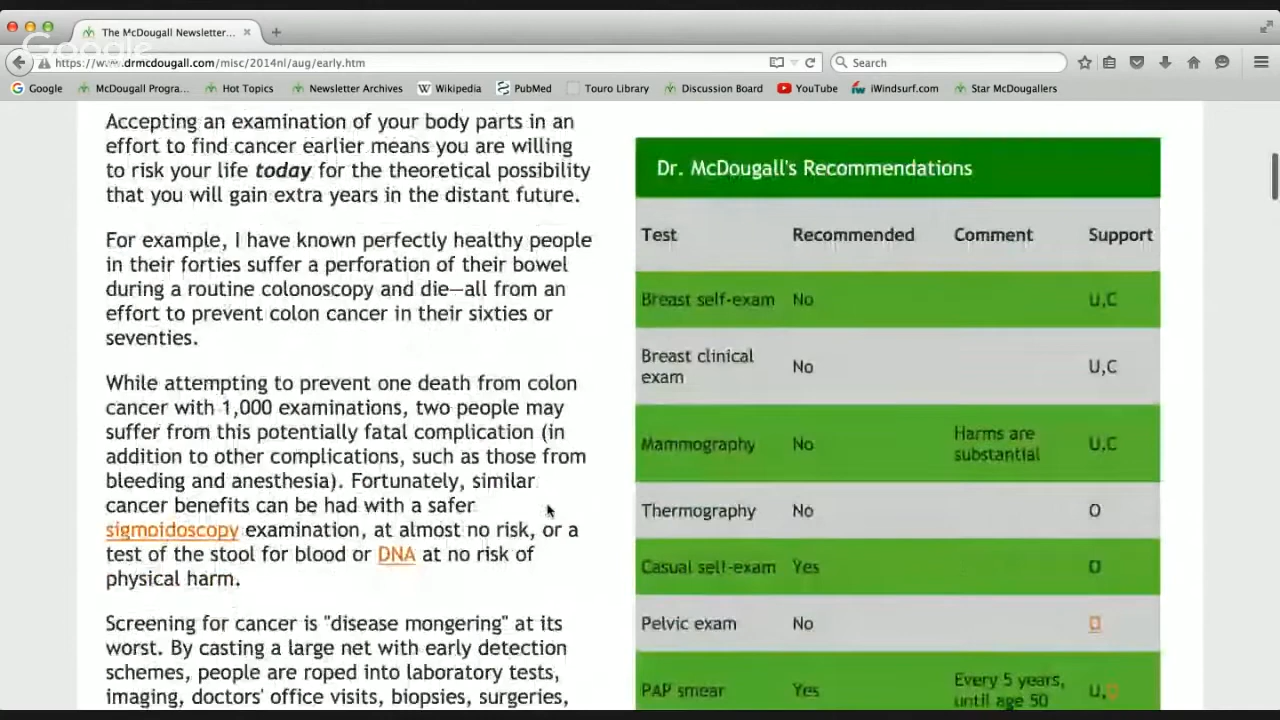 The McDougall Newsletter...
Google
drmcdougall.com/misc/2014nl/aug/early.htm
Search
Google
McDougall Progra...
Hot Topics
Newsletter Archives
Wikipedia
PubMed
Touro Library
Discussion Board
YouTube
iWindsurf.com
Star McDougallers
Accepting an examination of your body parts in an
effort to find cancer earlier means you are willing
to risk your life today for the theoretical possibility
that you will gain extra years in the distant future.
For example, I have known perfectly healthy people
in their forties suffer a perforation of their bowel
during a routine colonoscopy and die—all from an
effort to prevent colon cancer in their sixties or
seventies.
While attempting to prevent one death from colon
cancer with 1,000 examinations, two people may
suffer from this potentially fatal complication (in
addition to other complications, such as those from
bleeding and anesthesia). Fortunately, similar
cancer benefits can be had with a safer
sigmoidoscopy examination, at almost no risk, or a
test of the stool for blood or DNA at no risk of
physical harm.
Screening for cancer is "disease mongering" at its
worst. By casting a large net with early detection
schemes, people are roped into laboratory tests,
imaging, doctors' office visits, biopsies, surgeries,
Dr. McDougall's Recommendations
Test Recommended Comment Support
Breast self-exam No U,C
Breast clinical
exam No U,C
Mammography No Harms are
substantial U,C
Thermography No O
Casual self-exam Yes O
Pelvic exam No O
PAP smear Yes Every 5 years,
until age 50 U,O